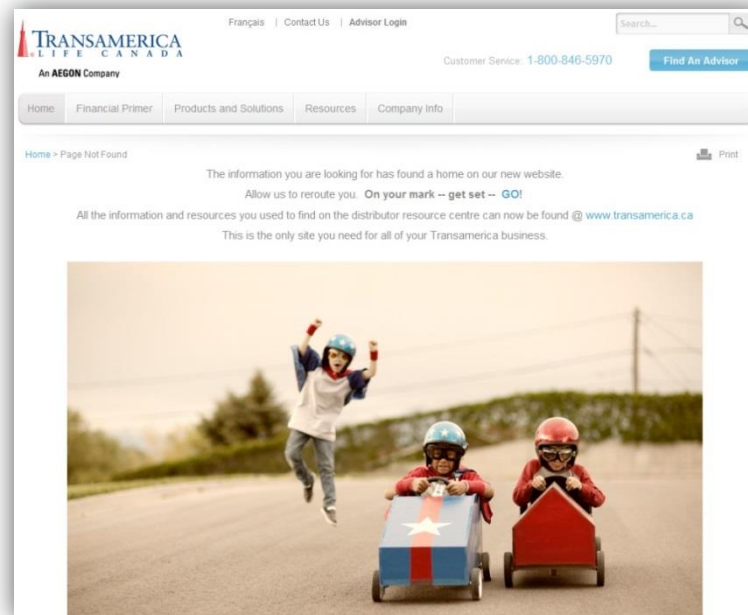 Français | Contact Us | Advisor Login
Search...
TRANSAMERICA
LIFE CANADA
An AEGON Company
Customer Service: 1-800-846-5970
Find An Advisor
Home Financial Primer Products and Solutions Resources Company Info
Home > Page Not Found
Print
The information you are looking for has found a home on our new website.
Allow us to reroute you. On your mark -- get set -- GO!
All the information and resources you used to find on the distributor resource centre can now be found @ www.transamerica.ca
This is the only site you need for all of your Transamerica business.